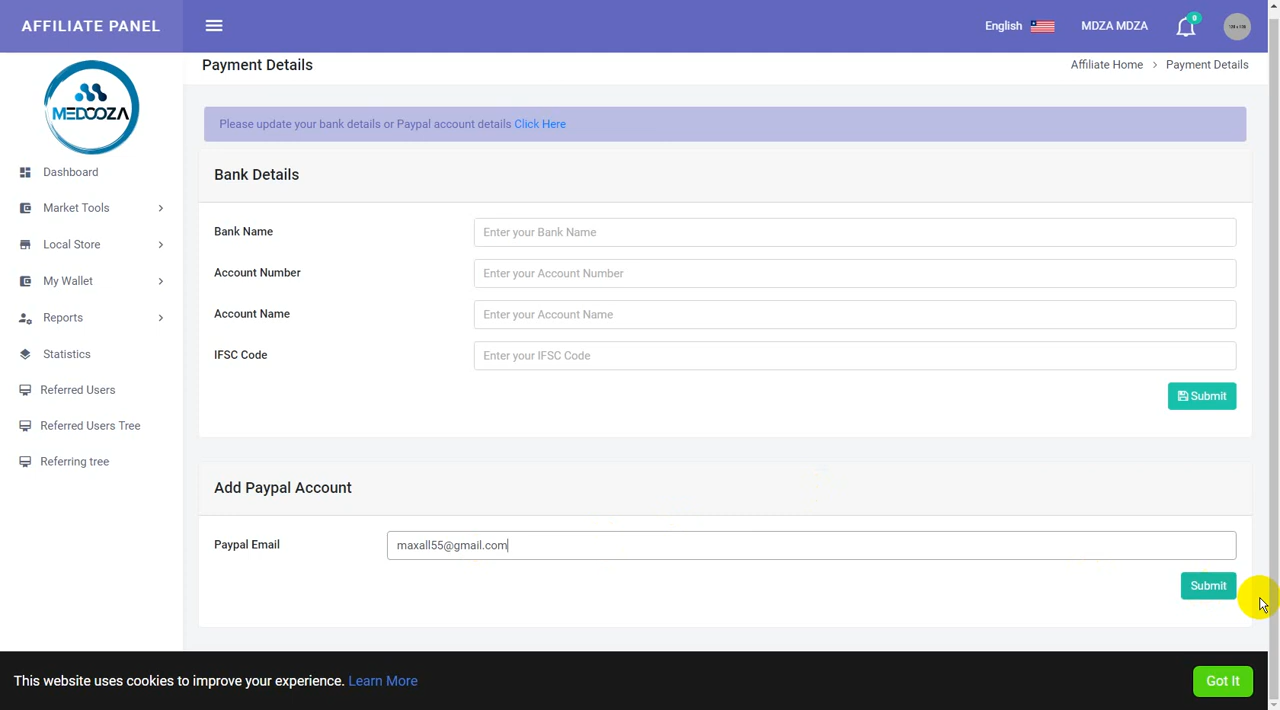 AFFILIATE PANEL
English
MDZA MDZA
0
MEDOOZA
Payment Details
Affiliate Home > Payment Details
Please update your bank details or Paypal account details Click Here
Dashboard
Market Tools
Local Store
My Wallet
Reports
Statistics
Referred Users
Referred Users Tree
Referring tree
Bank Details
Bank Name
Enter your Bank Name
Account Number
Enter your Account Number
Account Name
Enter your Account Name
IFSC Code
Enter your IFSC Code
Submit
Add Paypal Account
Paypal Email
maxall55@gmail.com
Submit
This website uses cookies to improve your experience. Learn More
Got It